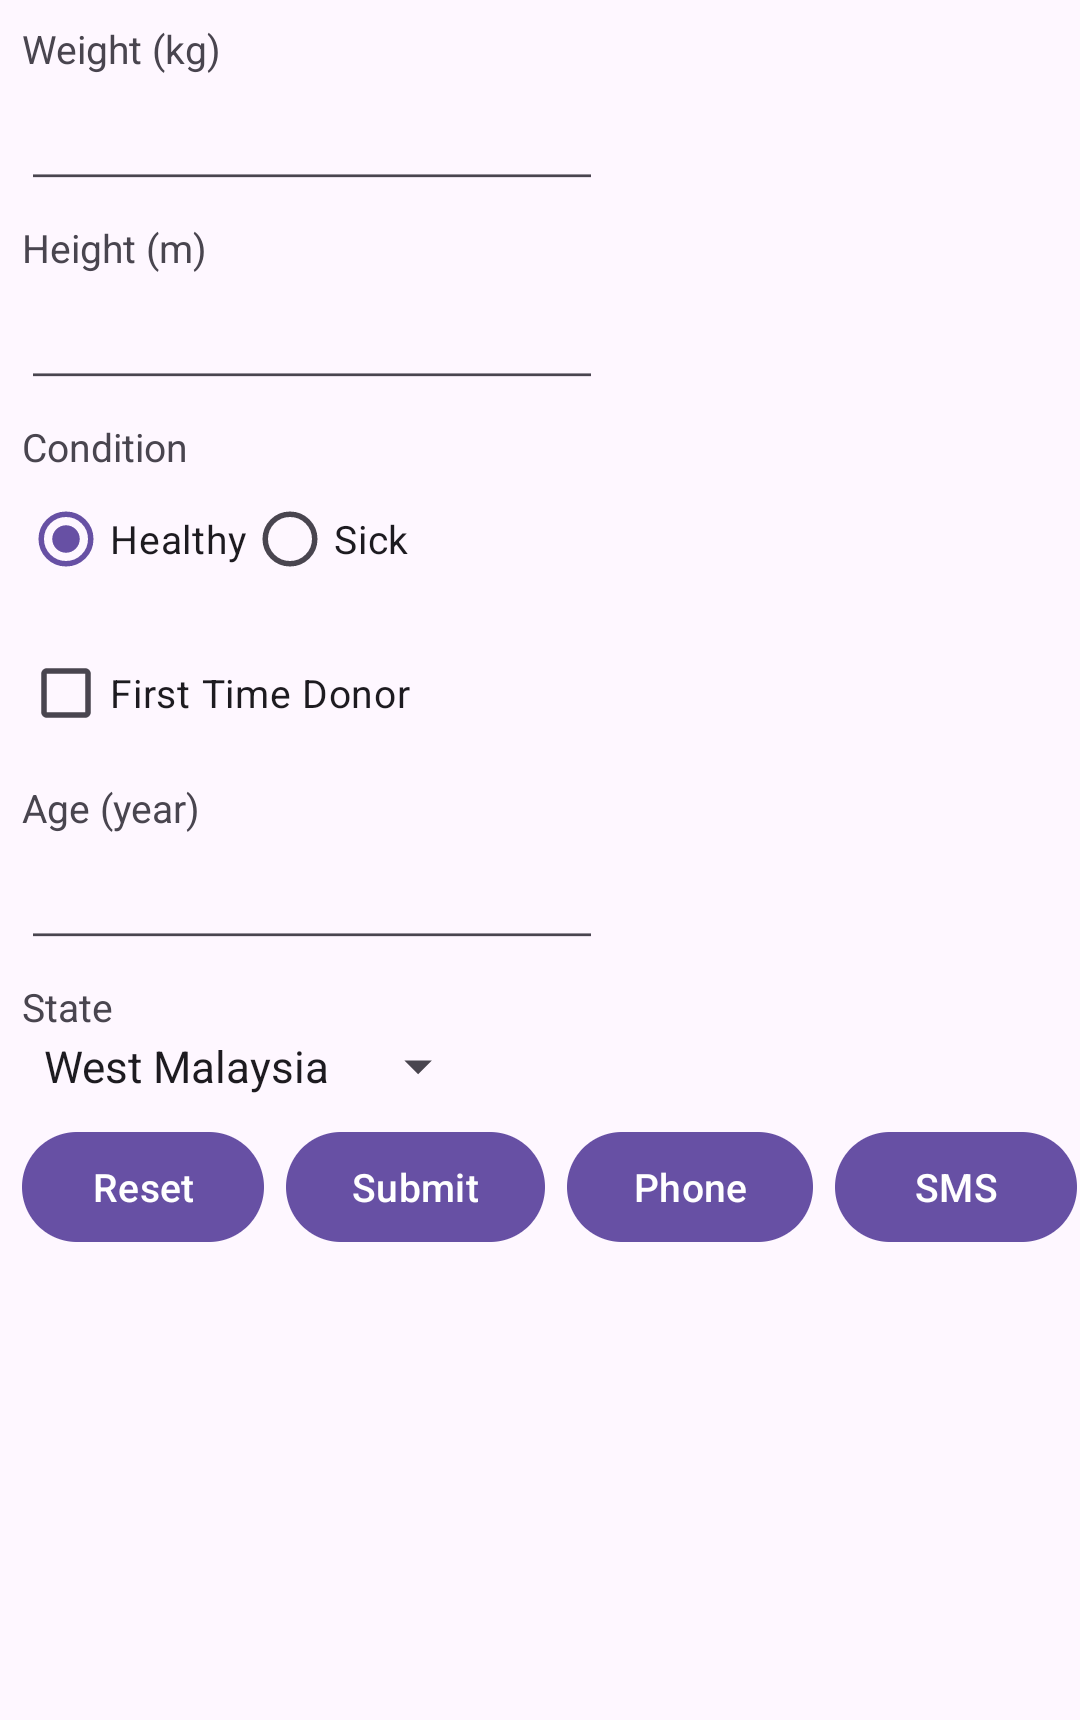 Weight (kg)
Height (m)
Condition
Healthy Sick
First Time Donor
Age (year)
State
West Malaysia
Reset Submit Phone SMS